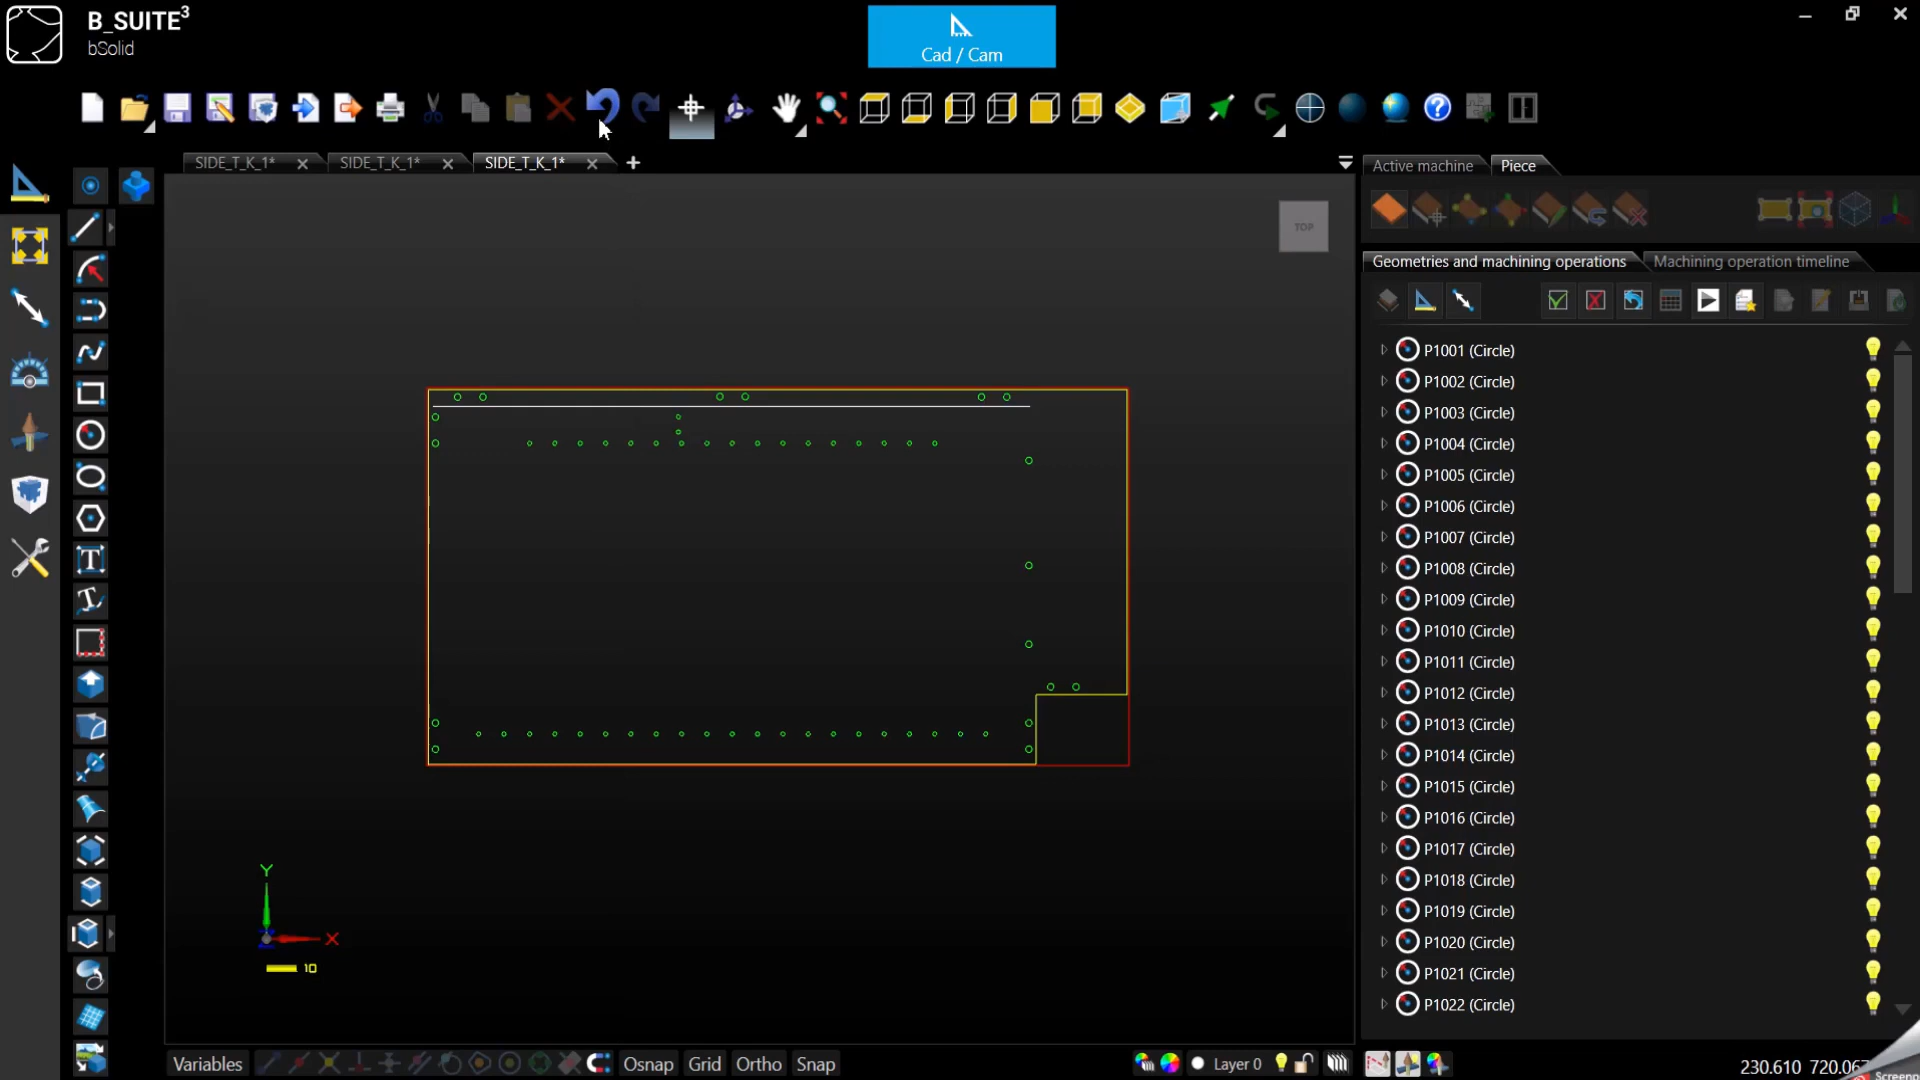 B_SUITE³
bSolid
Cad / Cam
SIDE_T_K_1*
SIDE_T_K_1*
SIDE_T_K_1*
Active machine
Piece
TOP
Geometries and machining operations
Machining operation timeline
P1001 (Circle)
P1002 (Circle)
P1003 (Circle)
P1004 (Circle)
P1005 (Circle)
P1006 (Circle)
P1007 (Circle)
P1008 (Circle)
P1009 (Circle)
P1010 (Circle)
P1011 (Circle)
P1012 (Circle)
P1013 (Circle)
P1014 (Circle)
P1015 (Circle)
P1016 (Circle)
P1017 (Circle)
P1018 (Circle)
P1019 (Circle)
P1020 (Circle)
P1021 (Circle)
P1022 (Circle)
Y
X
10
Variables
Osnap
Grid
Ortho
Snap
Layer 0
230.610